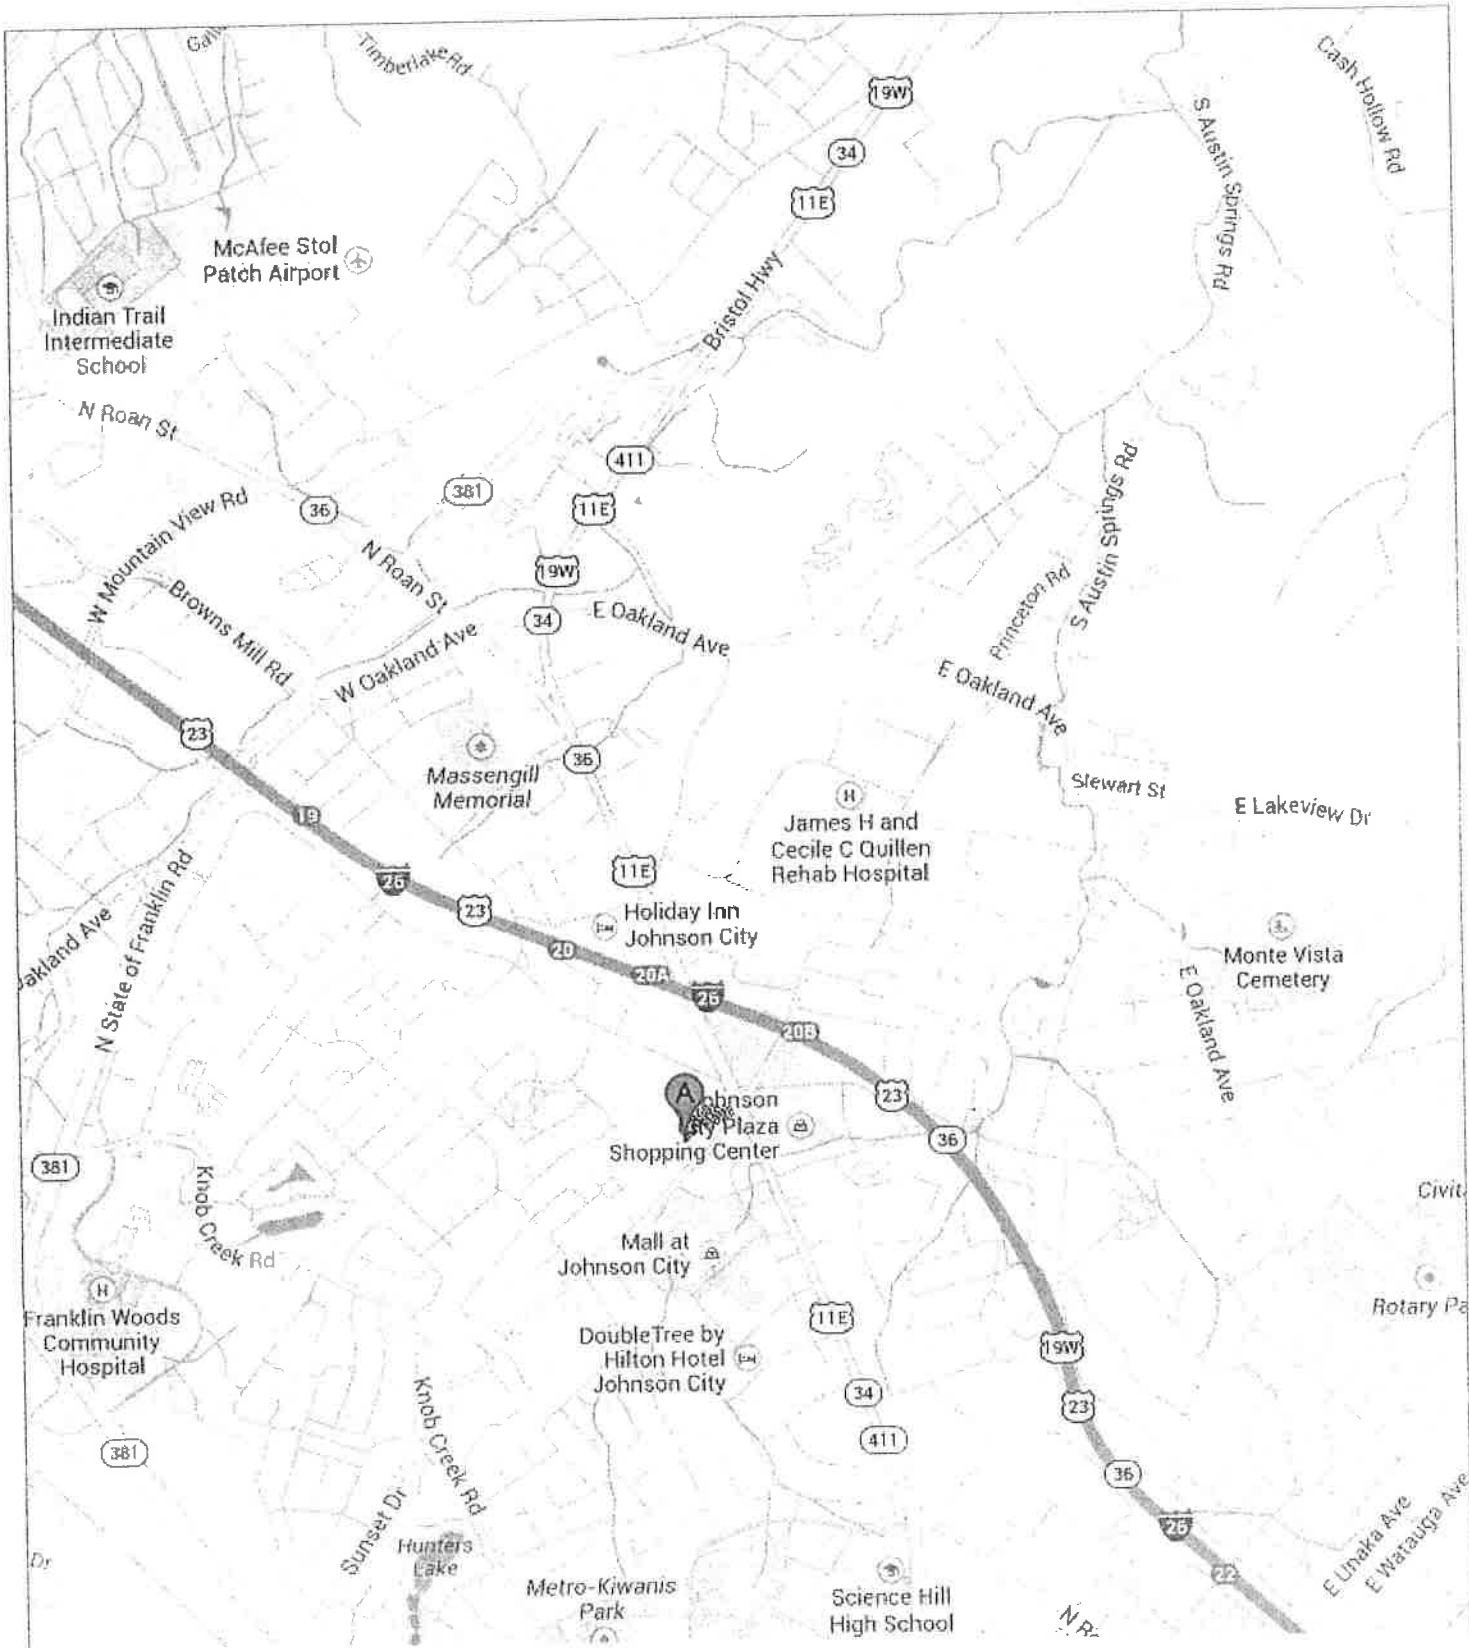 Timberlake Rd
19W
Cash Hollow Rd
34
S Austin Springs Rd
11E
McAfee Stol
Patch Airport
Bristol Hwy
Indian Trail
Intermediate
School
N Roan St
411
381
36
11E
W Mountain View Rd
N Roan St
19W
S Austin Springs Rd
Princeton Rd
Browns Mill Rd
34
E Oakland Ave
W Oakland Ave
E Oakland Ave
23
36
Massengill
Memorial
Stewart St
H
E Lakeview Dr
19
James H and
Cecile C Quillen
Rehab Hospital
11E
26
23
Holiday Inn
Johnson City
N State of Franklin Rd
20
20A
26
Monte Vista
Cemetery
E Oakland Ave
20B
A
23
Johnson
City Plaza
Shopping Center
36
381
Knob Creek Rd
Mall at
Johnson City
H
Franklin Woods
Community
Hospital
11E
DoubleTree by
Hilton Hotel
Johnson City
19W
34
23
411
381
Knob Creek Rd
36
26
Sunset Dr
Hunters
Lake
22
E Unaka Ave
E Watauga Ave
Dr
Metro-Kiwanis
Park
Science Hill
High School